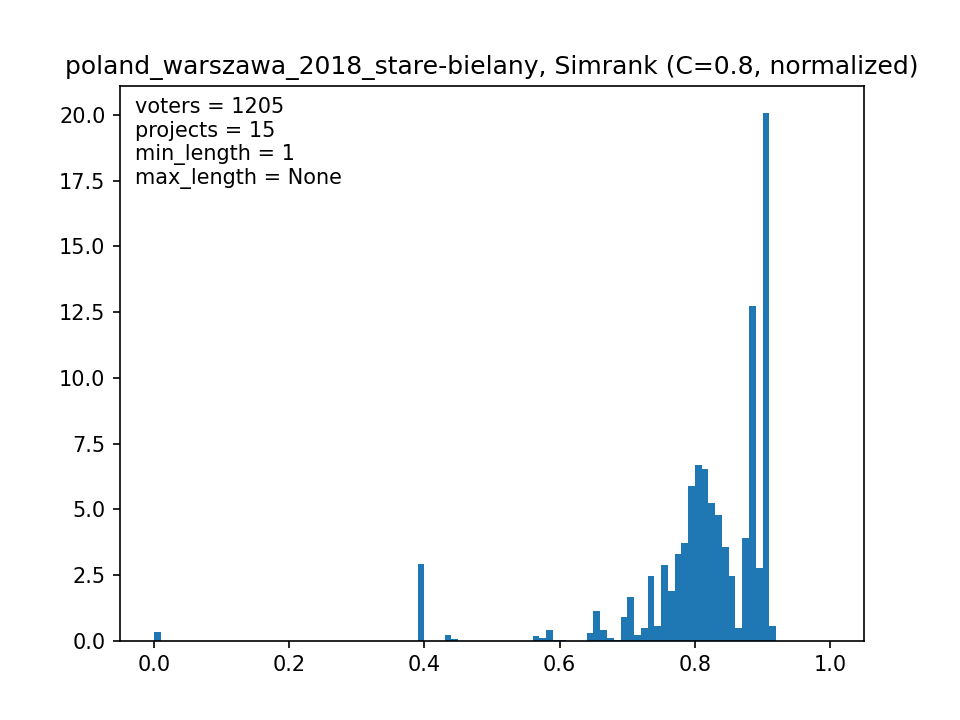 poland_warszawa_2018_stare-bielany, Simrank (C=0.8, normalized)
voters = 1205
projects = 15
min_length = 1
max_length = None
20.0
17.5
15.0
12.5
10.0
7.5
5.0
2.5
0.0
0.0 0.2 0.4 0.6 0.8 1.0